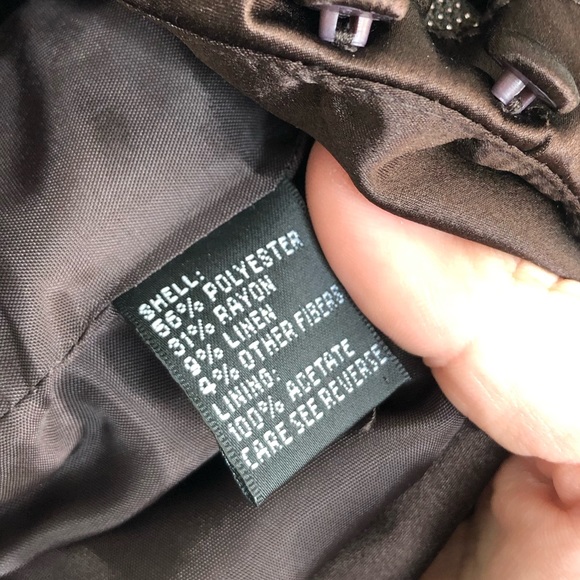 SHELL:
56% POLYESTER
31% RAYON
9% LINEN
4% OTHER FIBERS
LINING:
100% ACETATE
CARE SEE REVERSE